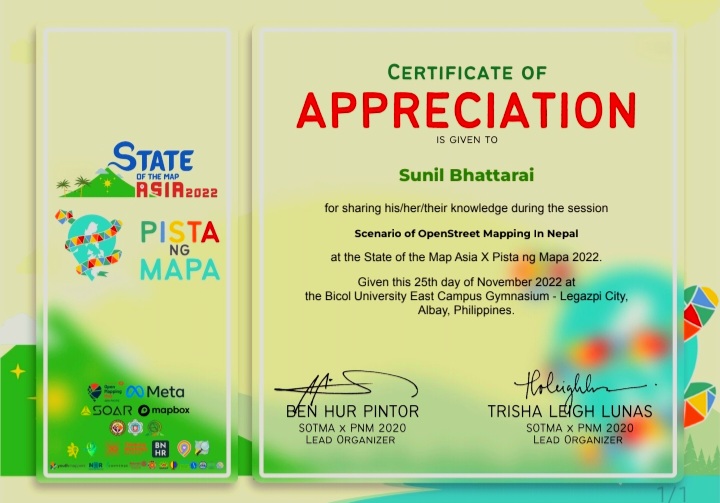 STATE
OF THE MAP
ASIA 2022
PISTA
NG
MAPA
Meta
SOAR
mapbox
BN
HR
CERTIFICATE OF
APPRECIATION
IS GIVEN TO
Sunil Bhattarai
for sharing his/her/their knowledge during the session
Scenario of OpenStreet Mapping In Nepal
at the State of the Map Asia X Pista ng Mapa 2022.
Given this 25th day of November 2022 at
the Bicol University East Campus Gymnasium - Legazpi City,
Albay, Philippines.
BEN HUR PINTOR
SOTMA x PNM 2020
LEAD ORGANIZER
TRISHA LEIGH LUNAS
SOTMA x PNM 2020
LEAD ORGANIZER
1/1